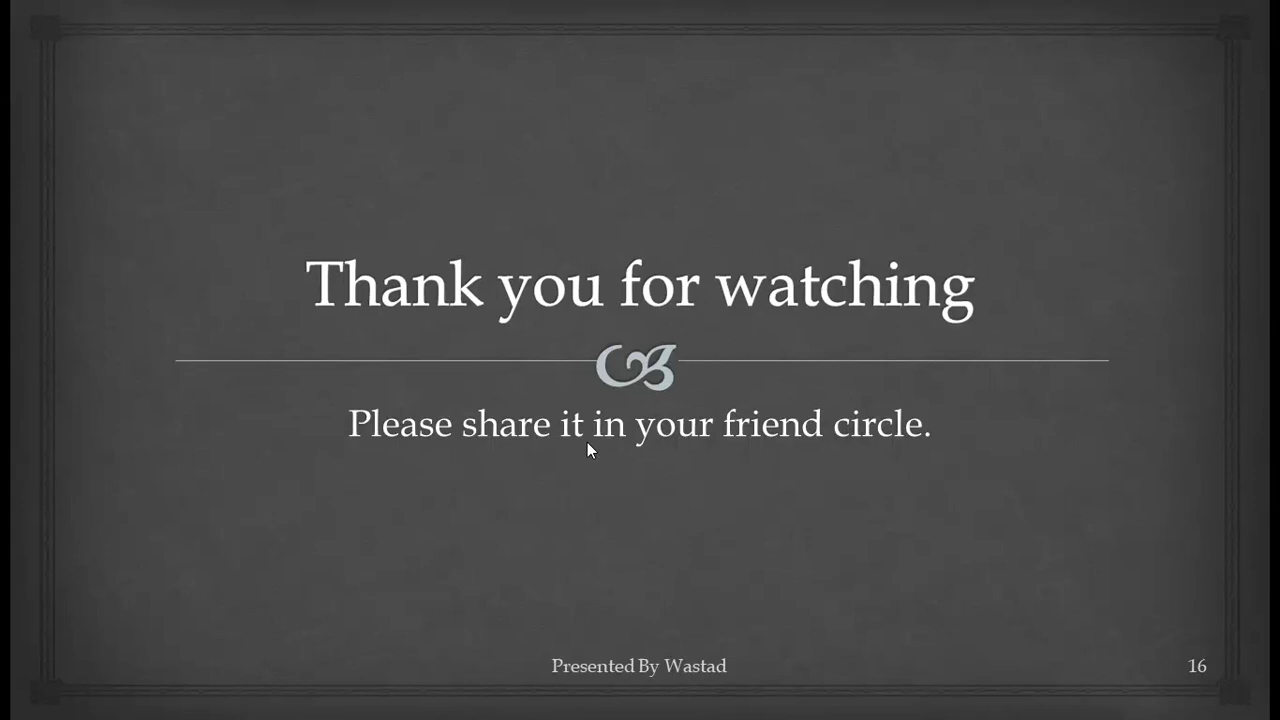 Thank you for watching
Please share it in your friend circle.
Presented By Wastad
16